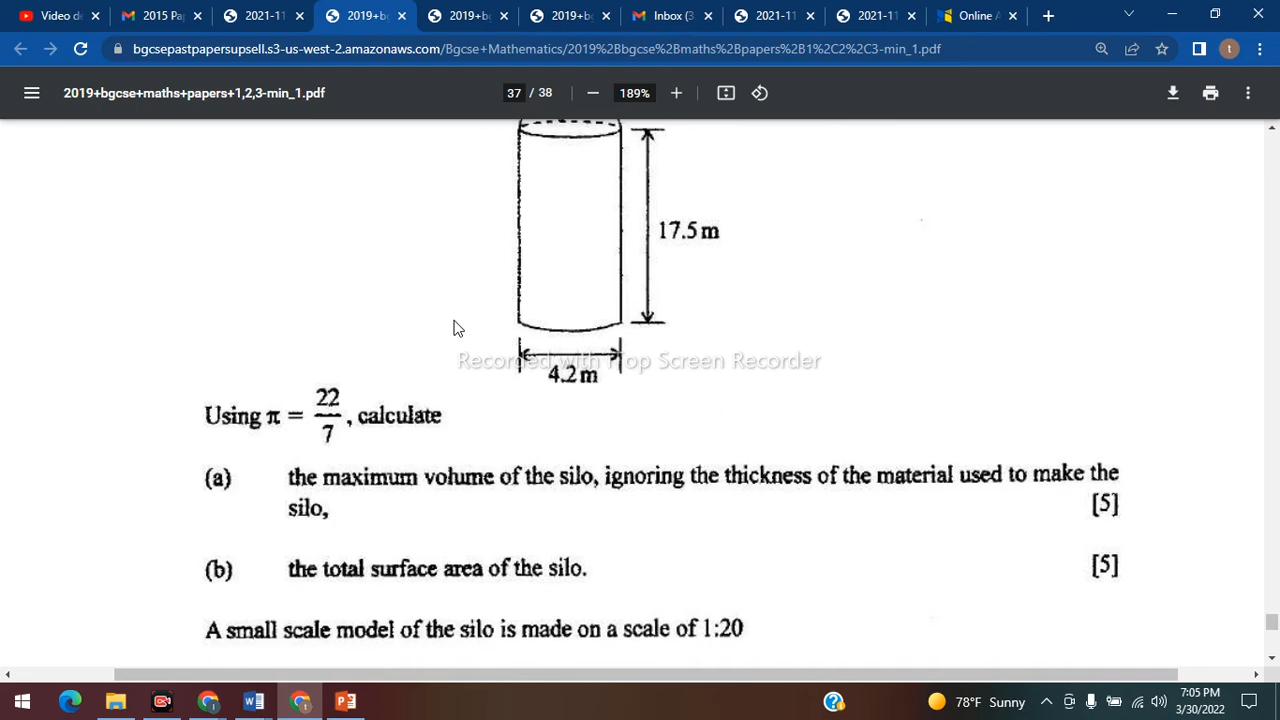 2015 Pa
2021-11
2019+b
2019+bg
2019+bg
Inbox (3
2021-11
2021-11
Online A
Video de
bgcsepastpapersupsell.s3-us-west-2.amazonaws.com/Bgcse+Mathematics/2019%2Bbgcse%2Bmaths%2Bpapers%2B1%2C2%2C3-min_1.pdf
t
2019+bgcse+maths+papers+1,2,3-min_1.pdf
37 / 38
189%
17.5 m
Recorded with iTop Screen Recorder
4.2 m
Using π = 22/7, calculate
(a) the maximum volume of the silo, ignoring the thickness of the material used to make the
silo, [5]
(b) the total surface area of the silo. [5]
A small scale model of the silo is made on a scale of 1:20
78°F Sunny
7:05 PM
3/30/2022